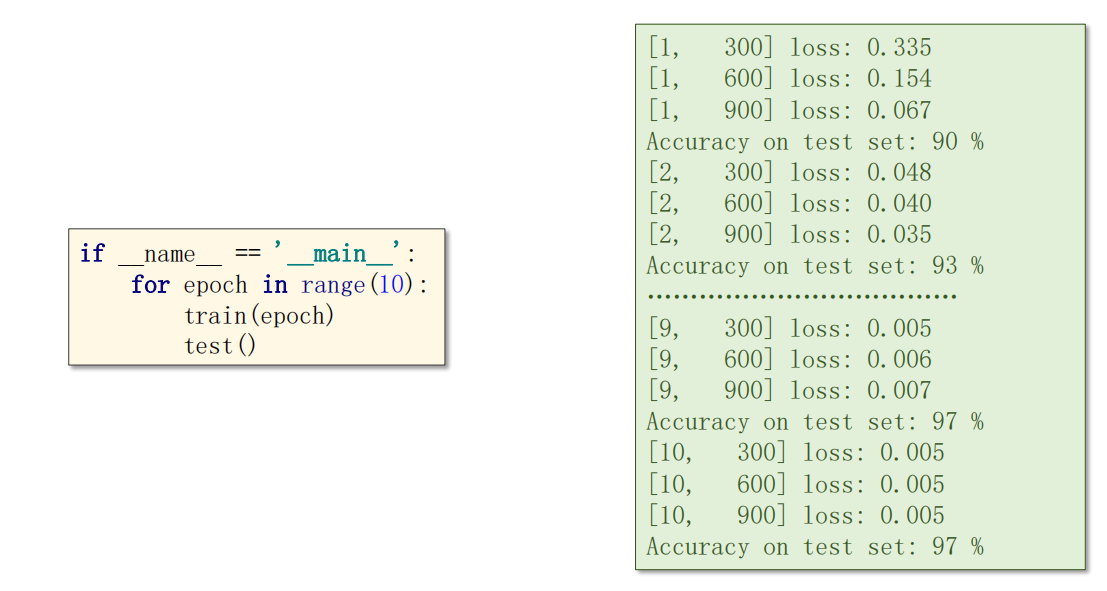 if __name__ == '__main__':
    for epoch in range(10):
        train(epoch)
        test()
[1,   300] loss: 0.335
[1,   600] loss: 0.154
[1,   900] loss: 0.067
Accuracy on test set: 90 %
[2,   300] loss: 0.048
[2,   600] loss: 0.040
[2,   900] loss: 0.035
Accuracy on test set: 93 %
....................................
[9,   300] loss: 0.005
[9,   600] loss: 0.006
[9,   900] loss: 0.007
Accuracy on test set: 97 %
[10,   300] loss: 0.005
[10,   600] loss: 0.005
[10,   900] loss: 0.005
Accuracy on test set: 97 %